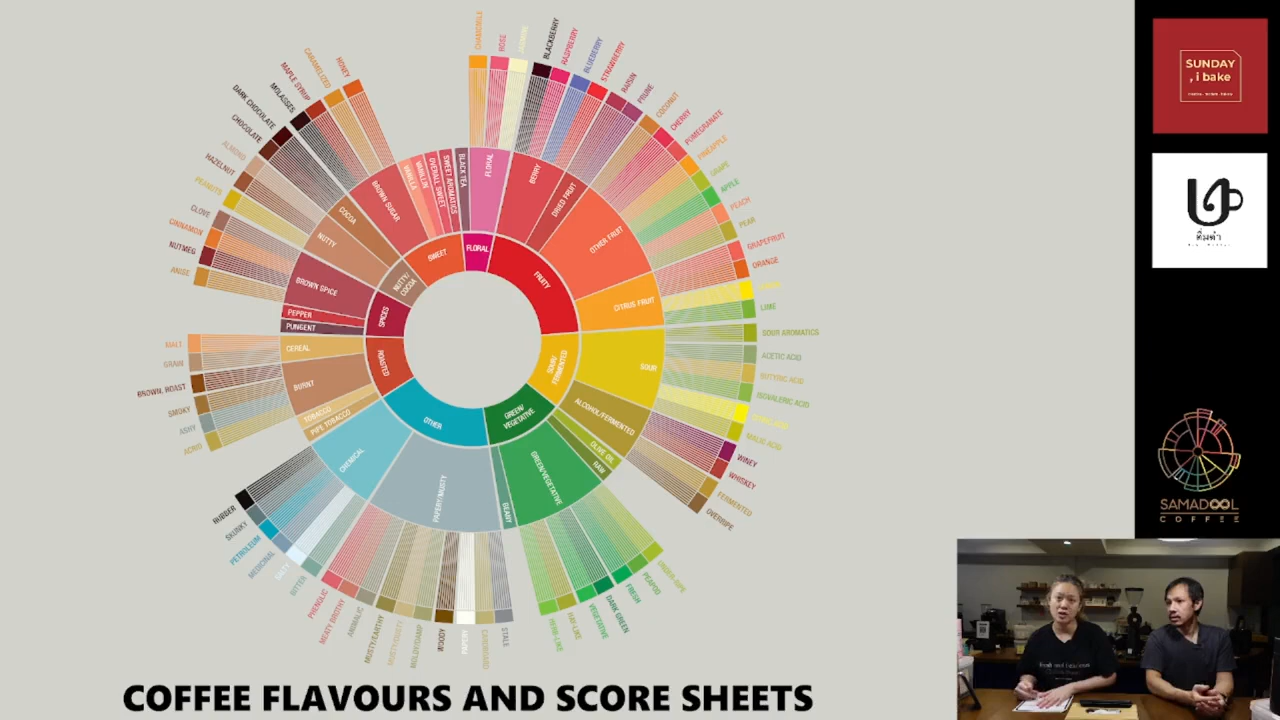 CHAMOMILE
ROSE
JASMINE
BLACKBERRY
RASPBERRY
BLUEBERRY
STRAWBERRY
RAISIN
PRUNE
COCONUT
CHERRY
POMEGRANATE
PINEAPPLE
GRAPE
APPLE
PEACH
PEAR
GRAPEFRUIT
ORANGE
LIME
SOUR AROMATICS
ACETIC ACID
BUTYRIC ACID
ISOVALERIC ACID
MALIC ACID
WINEY
WHISKEY
FERMENTED
OVERRIPE
UNDER-RIPE
PEAPOD
FRESH
DARK GREEN
VEGETATIVE
HAY-LIKE
HERB-LIKE
STALE
CARDBOARD
PAPERY
WOODY
MOLDY/DAMP
MUSTY/DUSTY
MUSTY/EARTHY
ANIMALIC
MEATY BROTHY
PHENOLIC
BITTER
SALTY
MEDICINAL
PETROLEUM
SKUNKY
RUBBER
ACRID
ASHY
SMOKY
BROWN, ROAST
GRAIN
MALT
ANISE
NUTMEG
CINNAMON
CLOVE
PEANUTS
HAZELNUT
ALMOND
CHOCOLATE
DARK CHOCOLATE
MOLASSES
MAPLE SYRUP
CARAMELIZED
HONEY
FLORAL
BERRY
DRIED FRUIT
OTHER FRUIT
CITRUS FRUIT
SOUR
ALCOHOL/FERMENTED
OLIVE OIL
RAW
GREEN/VEGETATIVE
BEANY
PAPERY/MUSTY
CHEMICAL
PIPE TOBACCO
TOBACCO
BURNT
CEREAL
PUNGENT
PEPPER
BROWN SPICE
NUTTY
COCOA
BROWN SUGAR
VANILLA
VANILLIN
OVERALL SWEET
SWEET AROMATICS
BLACK TEA
FLORAL
FRUITY
SOUR/
FERMENTED
GREEN/
VEGETATIVE
OTHER
ROASTED
SPICES
NUTTY/
COCOA
SWEET
COFFEE FLAVOURS AND SCORE SHEETS
SUNDAY
, i bake
ดื่มดำ
SAMADOOL
COFFEE